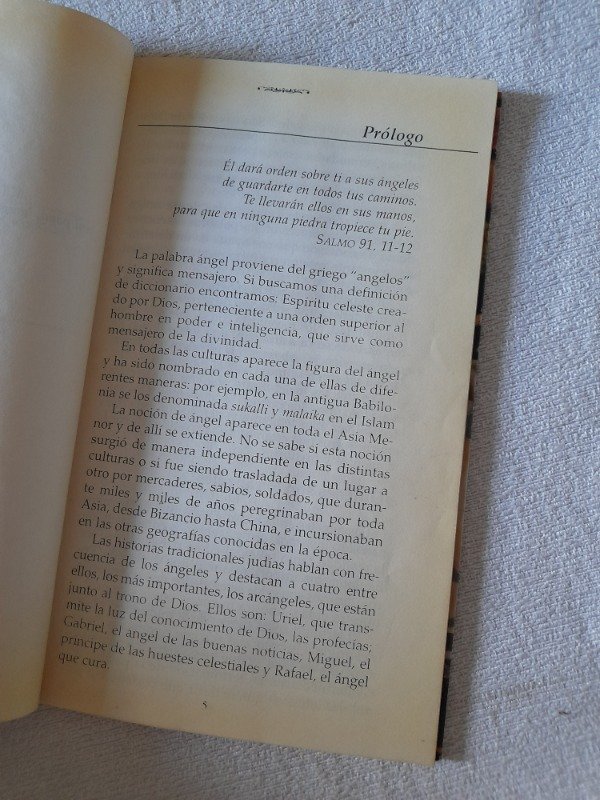 Prólogo
Él dará orden sobre ti a sus ángeles
de guardarte en todos tus caminos.
Te llevarán ellos en sus manos,
para que en ninguna piedra tropiece tu pie.
SALMO 91, 11-12
La palabra ángel proviene del griego "angelos"
y significa mensajero. Si buscamos una definición
de diccionario encontramos: Espíritu celeste crea-
do por Dios, perteneciente a una orden superior al
hombre en poder e inteligencia, que sirve como
mensajero de la divinidad.
En todas las culturas aparece la figura del ángel
y ha sido nombrado en cada una de ellas de dife-
rentes maneras: por ejemplo, en la antigua Babilo-
nia se los denominada sukalli y malaika en el Islam
La noción de ángel aparece en toda el Asia Me-
nor y de allí se extiende. No se sabe si esta noción
surgió de manera independiente en las distintas
culturas o si fue siendo trasladada de un lugar a
otro por mercaderes, sabios, soldados, que duran-
te miles y miles de años peregrinaban por toda
Asia, desde Bizancio hasta China, e incursionaban
en las otras geografías conocidas en la época.
Las historias tradicionales judías hablan con fre-
cuencia de los ángeles y destacan a cuatro entre
ellos, los más importantes, los arcángeles, que están
junto al trono de Dios. Ellos son: Uriel, que trans-
mite la luz del conocimiento de Dios, las profecías;
Gabriel, el ángel de las buenas noticias, Miguel, el
príncipe de las huestes celestiales y Rafael, el ángel
que cura.
5